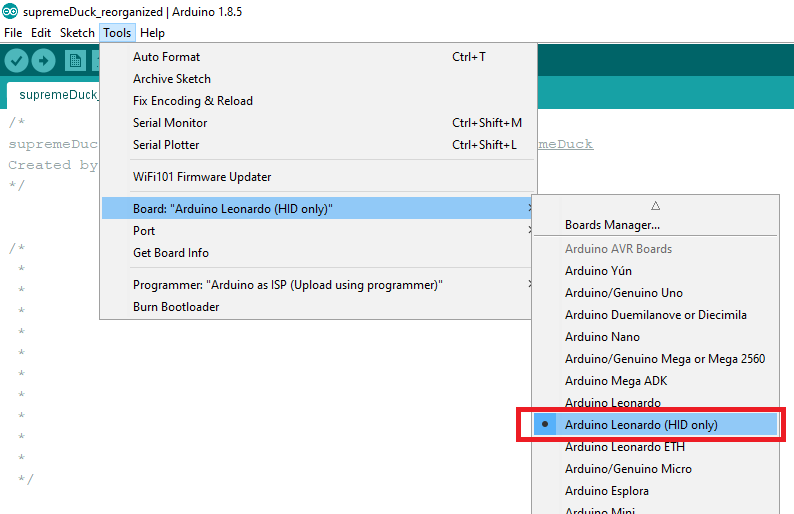 supremeDuck_reorganized | Arduino 1.8.5
File Edit Sketch Tools Help
Auto Format Ctrl+T
Archive Sketch
Fix Encoding & Reload
Serial Monitor Ctrl+Shift+M
Serial Plotter Ctrl+Shift+L
WiFi101 Firmware Updater
Board: "Arduino Leonardo (HID only)"
Port
Get Board Info
Programmer: "Arduino as ISP (Upload using programmer)"
Burn Bootloader
supremeDuck_
/*
supremeDuc meDuck
Created by
*/
/*
*
*
*
*
*
*
*
*
*
*
*/
Boards Manager...
Arduino AVR Boards
Arduino Yún
Arduino/Genuino Uno
Arduino Duemilanove or Diecimila
Arduino Nano
Arduino/Genuino Mega or Mega 2560
Arduino Mega ADK
Arduino Leonardo
Arduino Leonardo (HID only)
Arduino Leonardo ETH
Arduino/Genuino Micro
Arduino Esplora
Arduino Mini